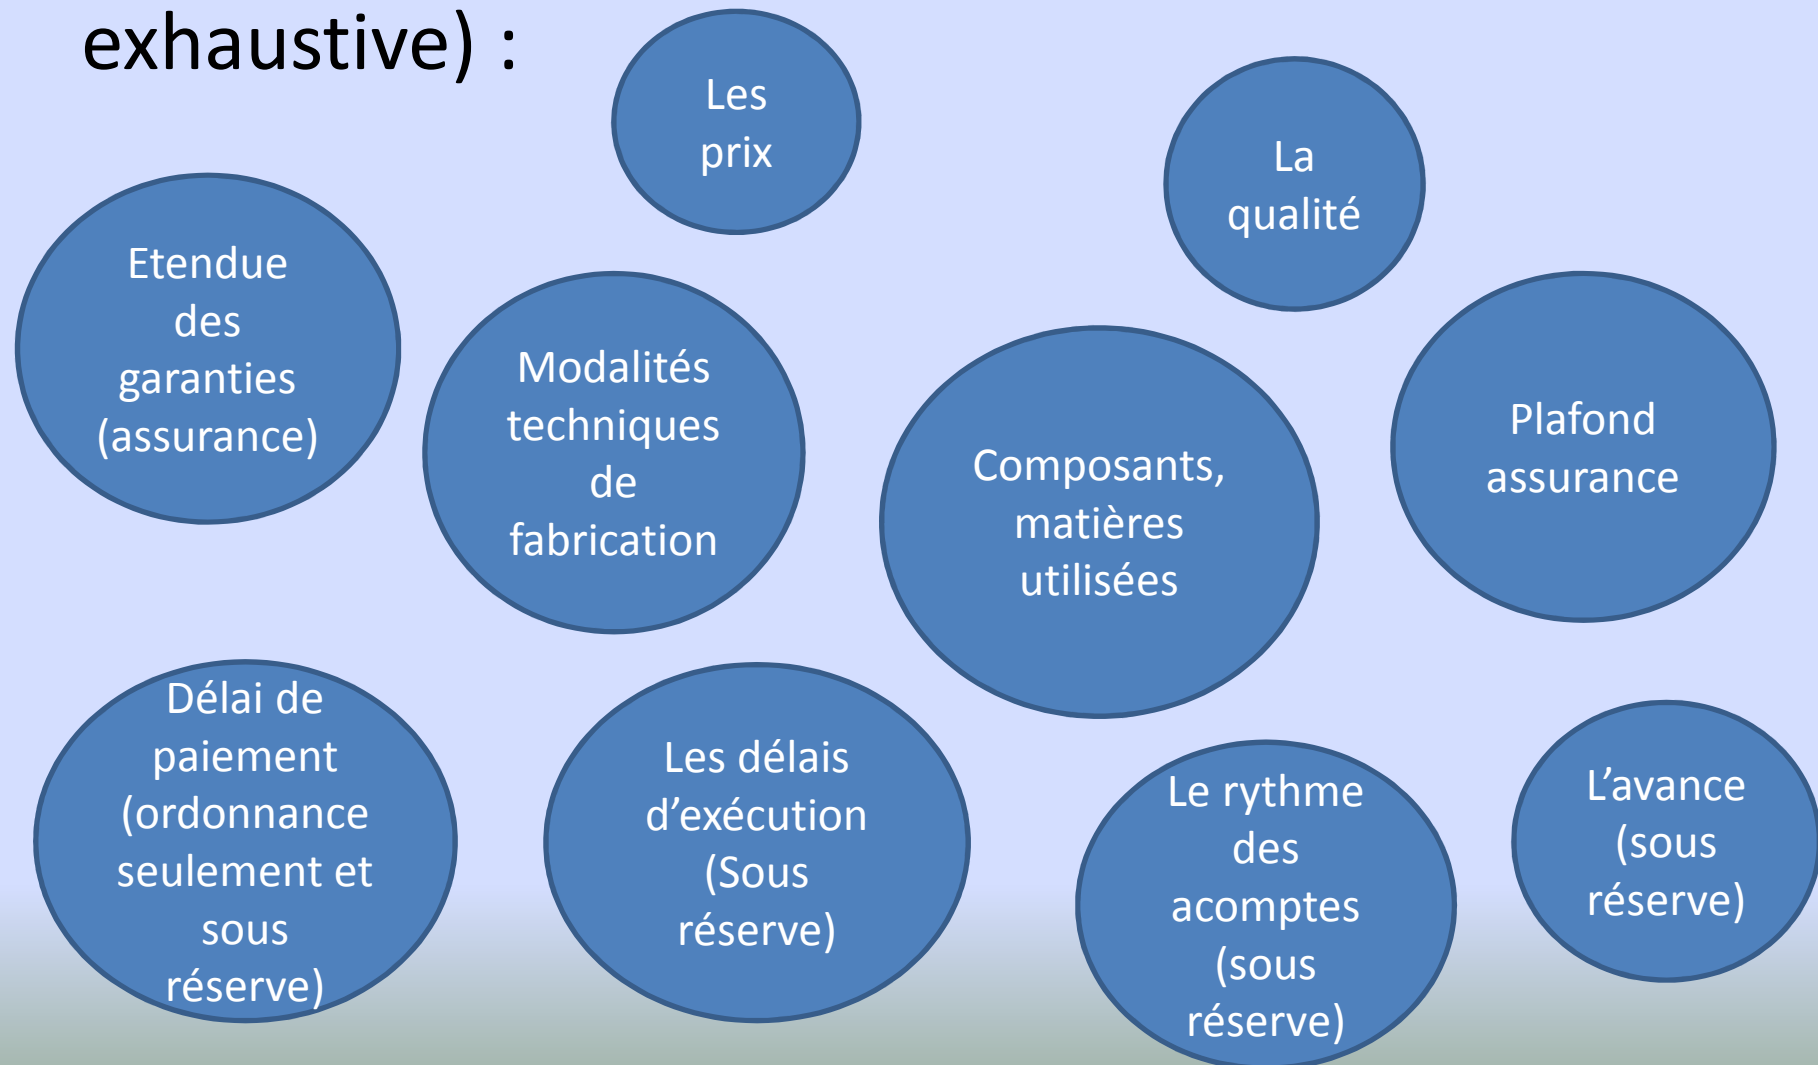 exhaustive) :
Les
prix
La
qualité
Etendue
des
garanties
(assurance)
Modalités
techniques
de
fabrication
Composants,
matières
utilisées
Plafond
assurance
Délai de
paiement
(ordonnance
seulement et
sous
réserve)
Les délais
d’exécution
(Sous
réserve)
Le rythme
des
acomptes
(sous
réserve)
L’avance
(sous
réserve)